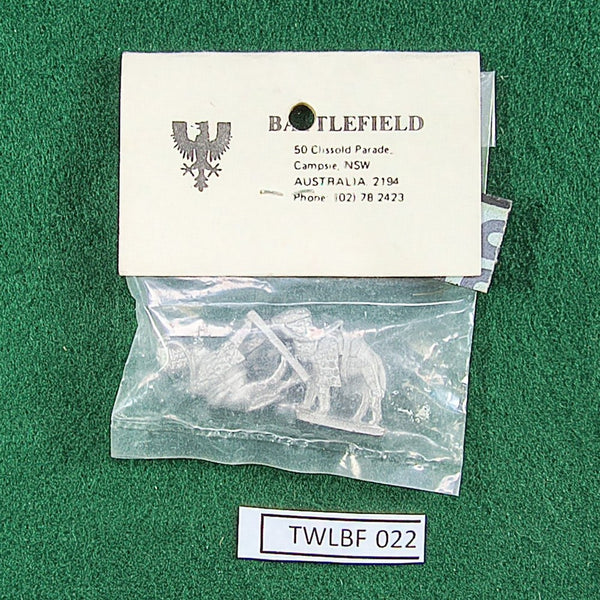 BATTLEFIELD
50 Clissold Parade,
Campsie, NSW
AUSTRALIA 2194
Phone (02) 78 2423
TWLBF 022